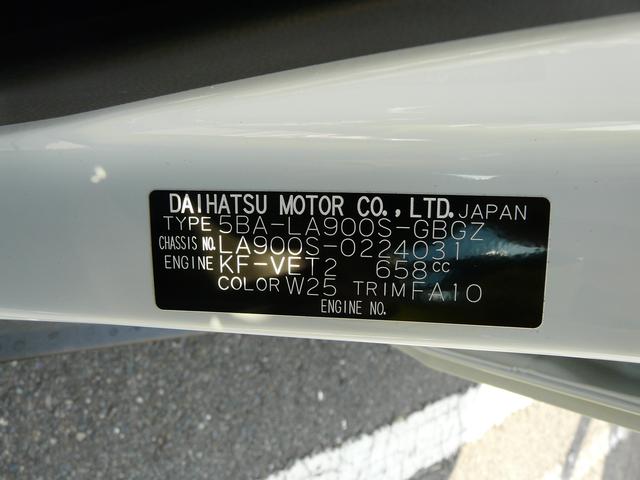 DAIHATSU MOTOR CO., LTD. JAPAN
TYPE 5BA-LA900S-GBGZ
CHASSIS NO. LA900S-0224031
ENGINE KF-VET2 658cc
COLOR W25 TRIM FA10
ENGINE NO.